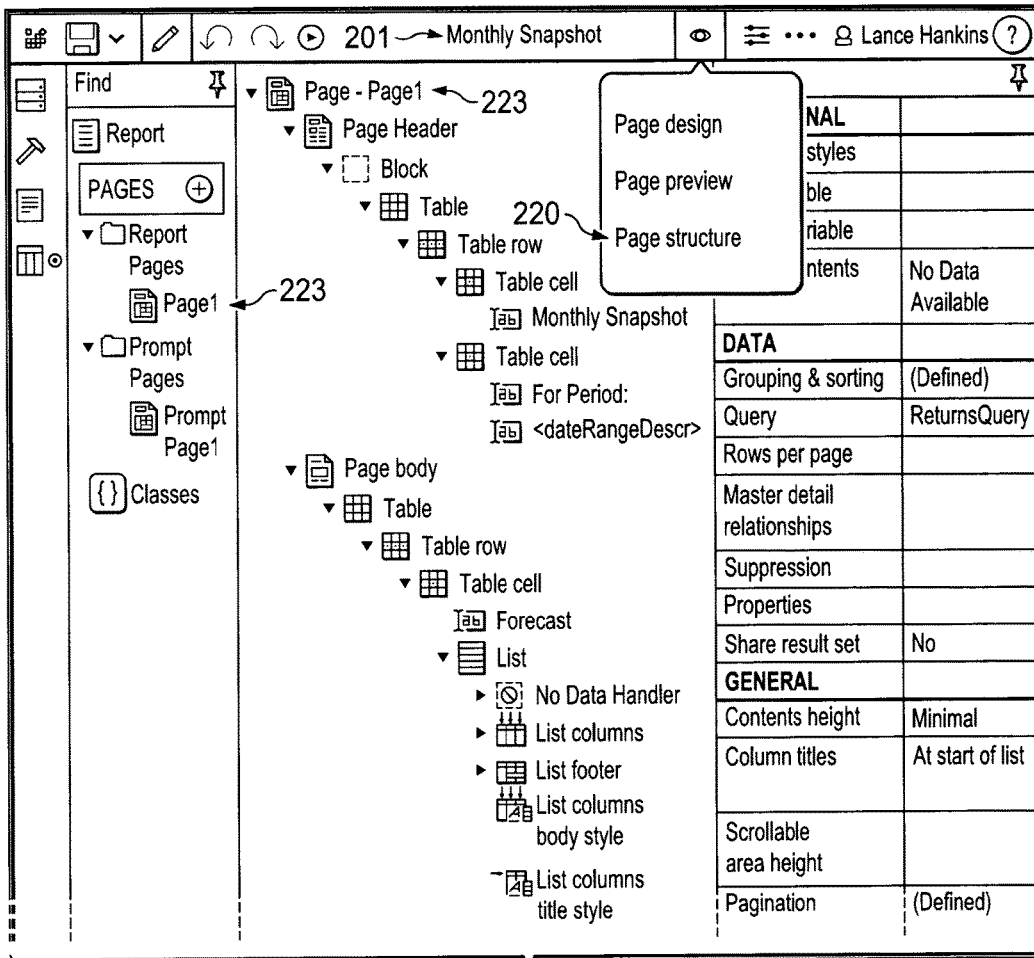 201 Monthly Snapshot
Lance Hankins ?
Find
Report
PAGES
Report
Pages
Page1
223
Prompt
Pages
Prompt
Page1
{ } Classes
Page - Page1 223
Page Header
Block
Table
Table row
Table cell
ab Monthly Snapshot
Table cell
ab For Period:
ab <dateRangeDescr>
Page body
Table
Table row
Table cell
ab Forecast
List
No Data Handler
List columns
List footer
List columns
body style
List columns
title style
Page design
Page preview
220 Page structure
NAL
styles
ble
riable
ntents No Data
Available
DATA
Grouping & sorting (Defined)
Query ReturnsQuery
Rows per page
Master detail
relationships
Suppression
Properties
Share result set No
GENERAL
Contents height Minimal
Column titles At start of list
Scrollable
area height
Pagination (Defined)